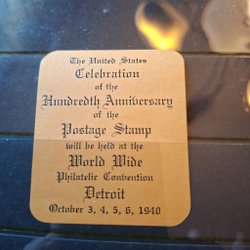 The United States
Celebration
of the
Hundredth Anniversary
of the
Postage Stamp
will be held at the
World Wide
Philatelic Convention
Detroit
October 3, 4, 5, 6, 1940